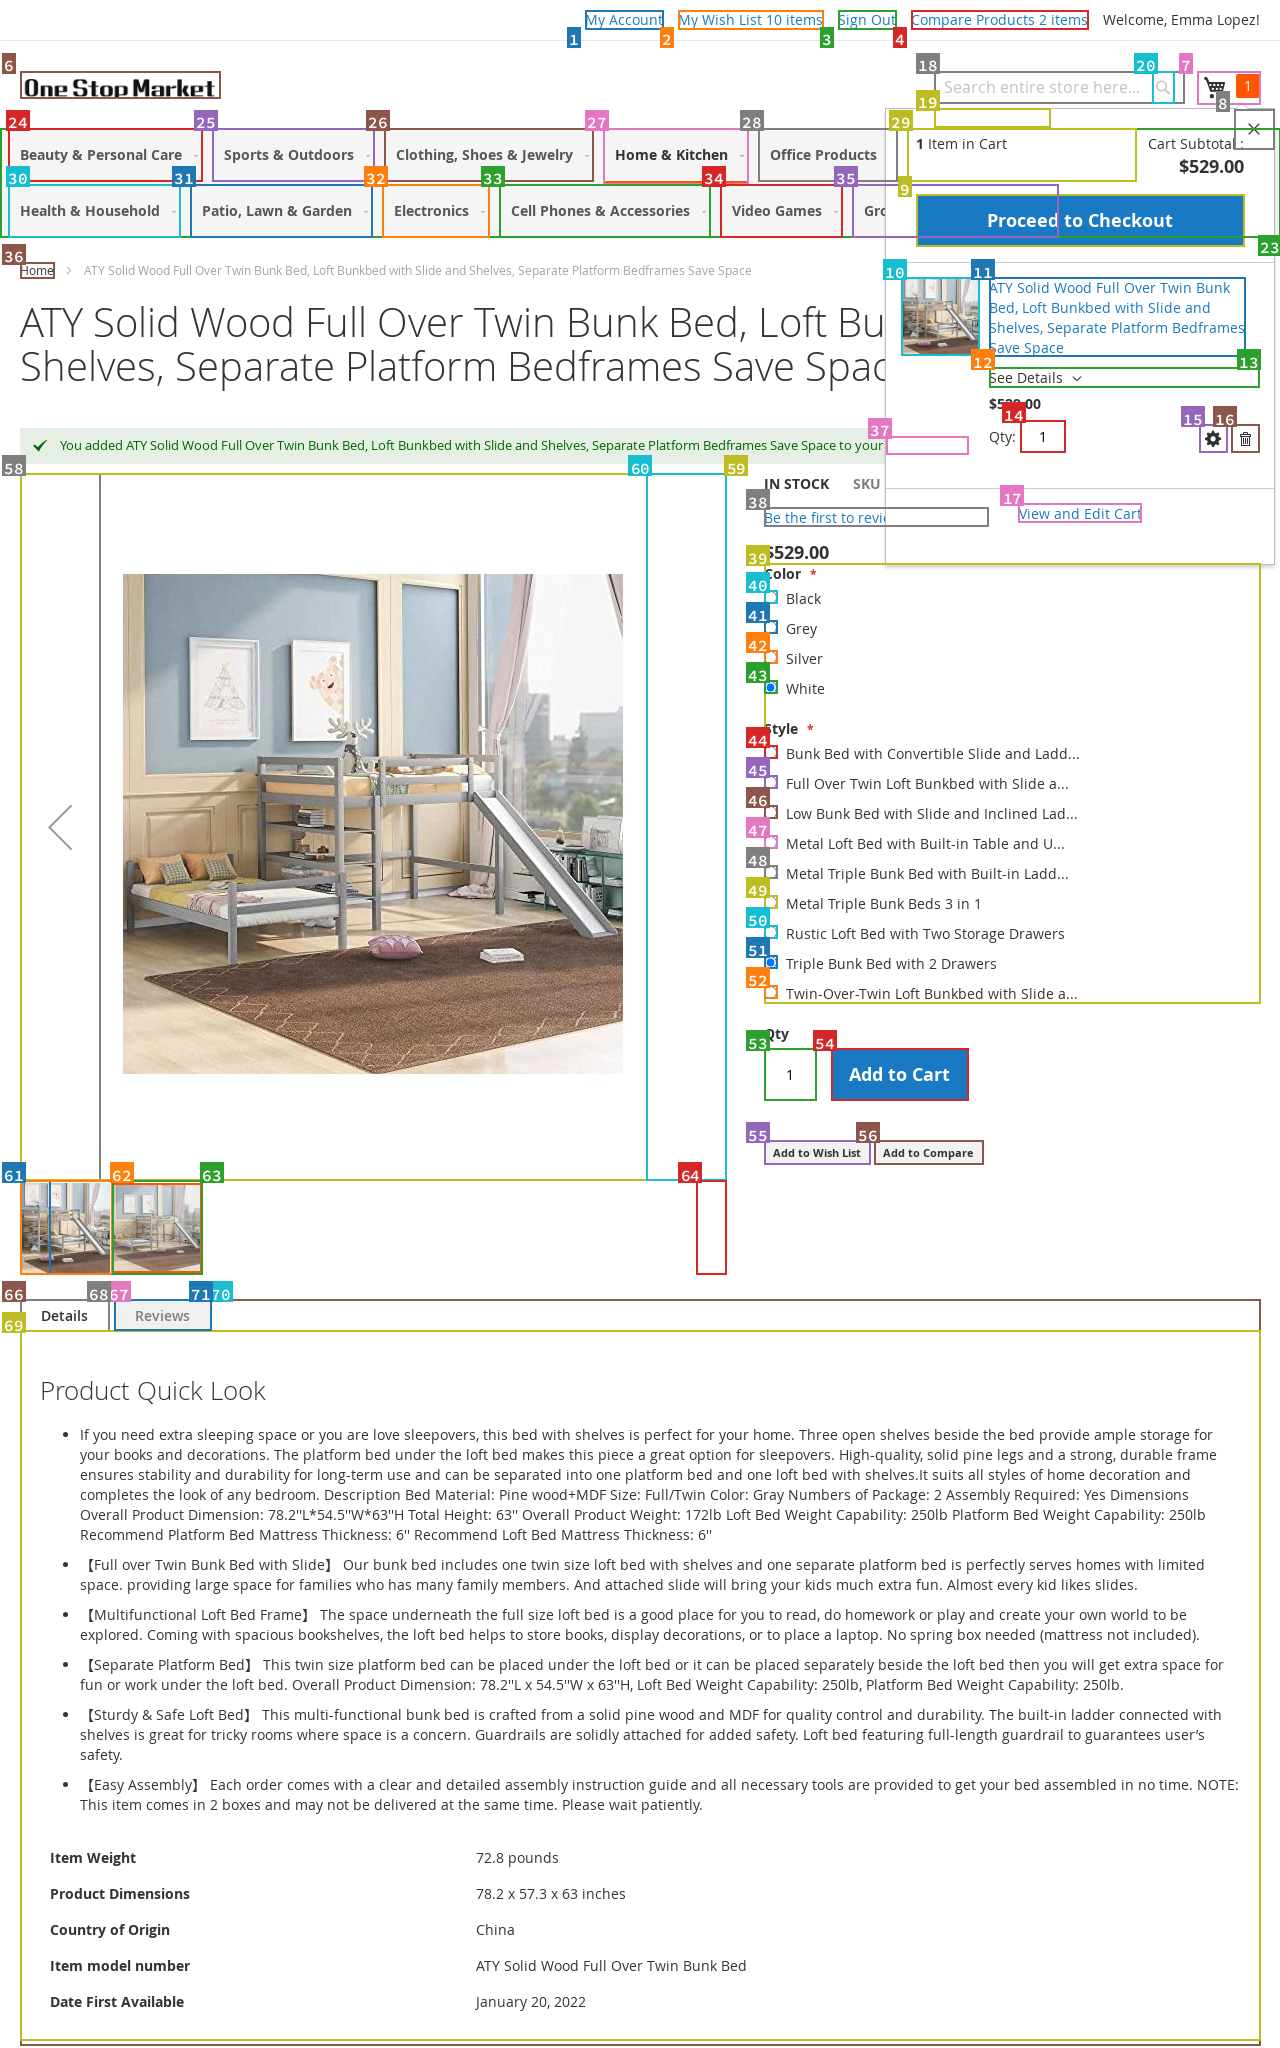 My Account
My Wish List 10 items
Sign Out
Compare Products 2 items
Welcome, Emma Lopez!
1
2
3
4
6
18
20
7
One Stop Market
Search entire store here...
1
19
8
24
25
26
27
28
29
Beauty & Personal Care
Sports & Outdoors
Clothing, Shoes & Jewelry
Home & Kitchen
Office Products
1 Item in Cart
Cart Subtotal :
$529.00
30
31
32
33
34
35
9
Health & Household
Patio, Lawn & Garden
Electronics
Cell Phones & Accessories
Video Games
Gro
Proceed to Checkout
23
36
Home
ATY Solid Wood Full Over Twin Bunk Bed, Loft Bunkbed with Slide and Shelves, Separate Platform Bedframes Save Space
10
11
ATY Solid Wood Full Over Twin Bunk
Bed, Loft Bunkbed with Slide and
Shelves, Separate Platform Bedframes
Save Space
ATY Solid Wood Full Over Twin Bunk Bed, Loft Bu
Shelves, Separate Platform Bedframes Save Spac
12
13
See Details
$529.00
14
15
16
37
Qty:
1
You added ATY Solid Wood Full Over Twin Bunk Bed, Loft Bunkbed with Slide and Shelves, Separate Platform Bedframes Save Space to your
17
View and Edit Cart
58
60
59
IN STOCK
SKU
38
Be the first to revie
39
$529.00
Color *
40
Black
41
Grey
42
Silver
43
White
Style *
44
Bunk Bed with Convertible Slide and Ladd...
45
Full Over Twin Loft Bunkbed with Slide a...
46
Low Bunk Bed with Slide and Inclined Lad...
47
Metal Loft Bed with Built-in Table and U...
48
Metal Triple Bunk Bed with Built-in Ladd...
49
Metal Triple Bunk Beds 3 in 1
50
Rustic Loft Bed with Two Storage Drawers
51
Triple Bunk Bed with 2 Drawers
52
Twin-Over-Twin Loft Bunkbed with Slide a...
Qty
53
54
1
Add to Cart
55
56
Add to Wish List
Add to Compare
61
62
63
64
66
68
67
71
70
Details
Reviews
69
Product Quick Look
• If you need extra sleeping space or you are love sleepovers, this bed with shelves is perfect for your home. Three open shelves beside the bed provide ample storage for
your books and decorations. The platform bed under the loft bed makes this piece a great option for sleepovers. High-quality, solid pine legs and a strong, durable frame
ensures stability and durability for long-term use and can be separated into one platform bed and one loft bed with shelves.It suits all styles of home decoration and
completes the look of any bedroom. Description Bed Material: Pine wood+MDF Size: Full/Twin Color: Gray Numbers of Package: 2 Assembly Required: Yes Dimensions
Overall Product Dimension: 78.2''L*54.5''W*63''H Total Height: 63'' Overall Product Weight: 172lb Loft Bed Weight Capability: 250lb Platform Bed Weight Capability: 250lb
Recommend Platform Bed Mattress Thickness: 6'' Recommend Loft Bed Mattress Thickness: 6''
• 【Full over Twin Bunk Bed with Slide】 Our bunk bed includes one twin size loft bed with shelves and one separate platform bed is perfectly serves homes with limited
space. providing large space for families who has many family members. And attached slide will bring your kids much extra fun. Almost every kid likes slides.
• 【Multifunctional Loft Bed Frame】 The space underneath the full size loft bed is a good place for you to read, do homework or play and create your own world to be
explored. Coming with spacious bookshelves, the loft bed helps to store books, display decorations, or to place a laptop. No spring box needed (mattress not included).
• 【Separate Platform Bed】 This twin size platform bed can be placed under the loft bed or it can be placed separately beside the loft bed then you will get extra space for
fun or work under the loft bed. Overall Product Dimension: 78.2''L x 54.5''W x 63''H, Loft Bed Weight Capability: 250lb, Platform Bed Weight Capability: 250lb.
• 【Sturdy & Safe Loft Bed】 This multi-functional bunk bed is crafted from a solid pine wood and MDF for quality control and durability. The built-in ladder connected with
shelves is great for tricky rooms where space is a concern. Guardrails are solidly attached for added safety. Loft bed featuring full-length guardrail to guarantees user’s
safety.
• 【Easy Assembly】 Each order comes with a clear and detailed assembly instruction guide and all necessary tools are provided to get your bed assembled in no time. NOTE:
This item comes in 2 boxes and may not be delivered at the same time. Please wait patiently.
Item Weight
72.8 pounds
Product Dimensions
78.2 x 57.3 x 63 inches
Country of Origin
China
Item model number
ATY Solid Wood Full Over Twin Bunk Bed
Date First Available
January 20, 2022